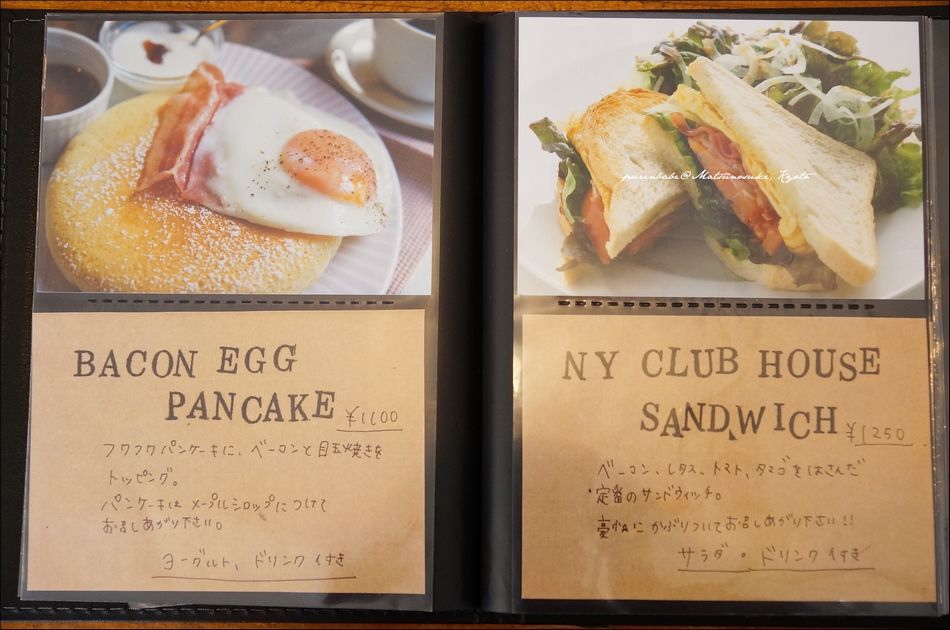 BACON EGG
PANCAKE ¥1100
フワフワパンケーキに、ベーコンと目玉焼きを
トッピング。
パンケーキは メープルシロップにつけて
お召しあがり下さい。
ヨーグルト、ドリンク付き
purenbabe@Matsunosuke, Kyoto
NY CLUB HOUSE
SANDWICH ¥1250
ベーコン、レタス、トマト、タマゴをはさんだ
定番のサンドウィッチ。
豪快に かぶりついてお召しあがり下さい!!
サラダ・ドリンク付き